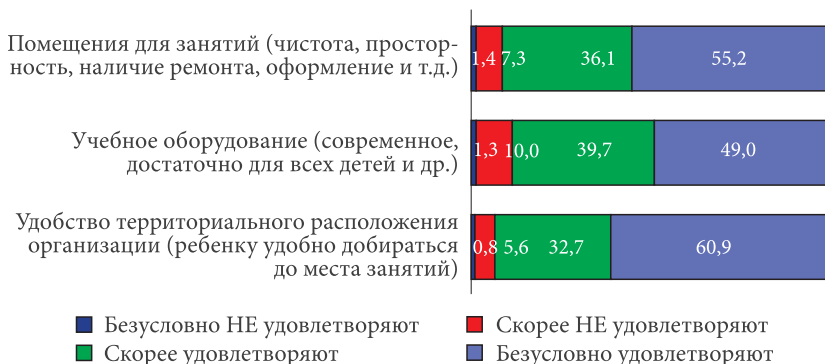 Помещения для занятий (чистота, простор-
ность, наличие ремонта, оформление и т.д.)
1,4 7,3 36,1 55,2
Учебное оборудование (современное,
достаточно для всех детей и др.)
1,3 10,0 39,7 49,0
Удобство территориального расположения
организации (ребенку удобно добираться
до места занятий)
0,8 5,6 32,7 60,9
Безусловно НЕ удовлетворяют
Скорее НЕ удовлетворяют
Скорее удовлетворяют
Безусловно удовлетворяют